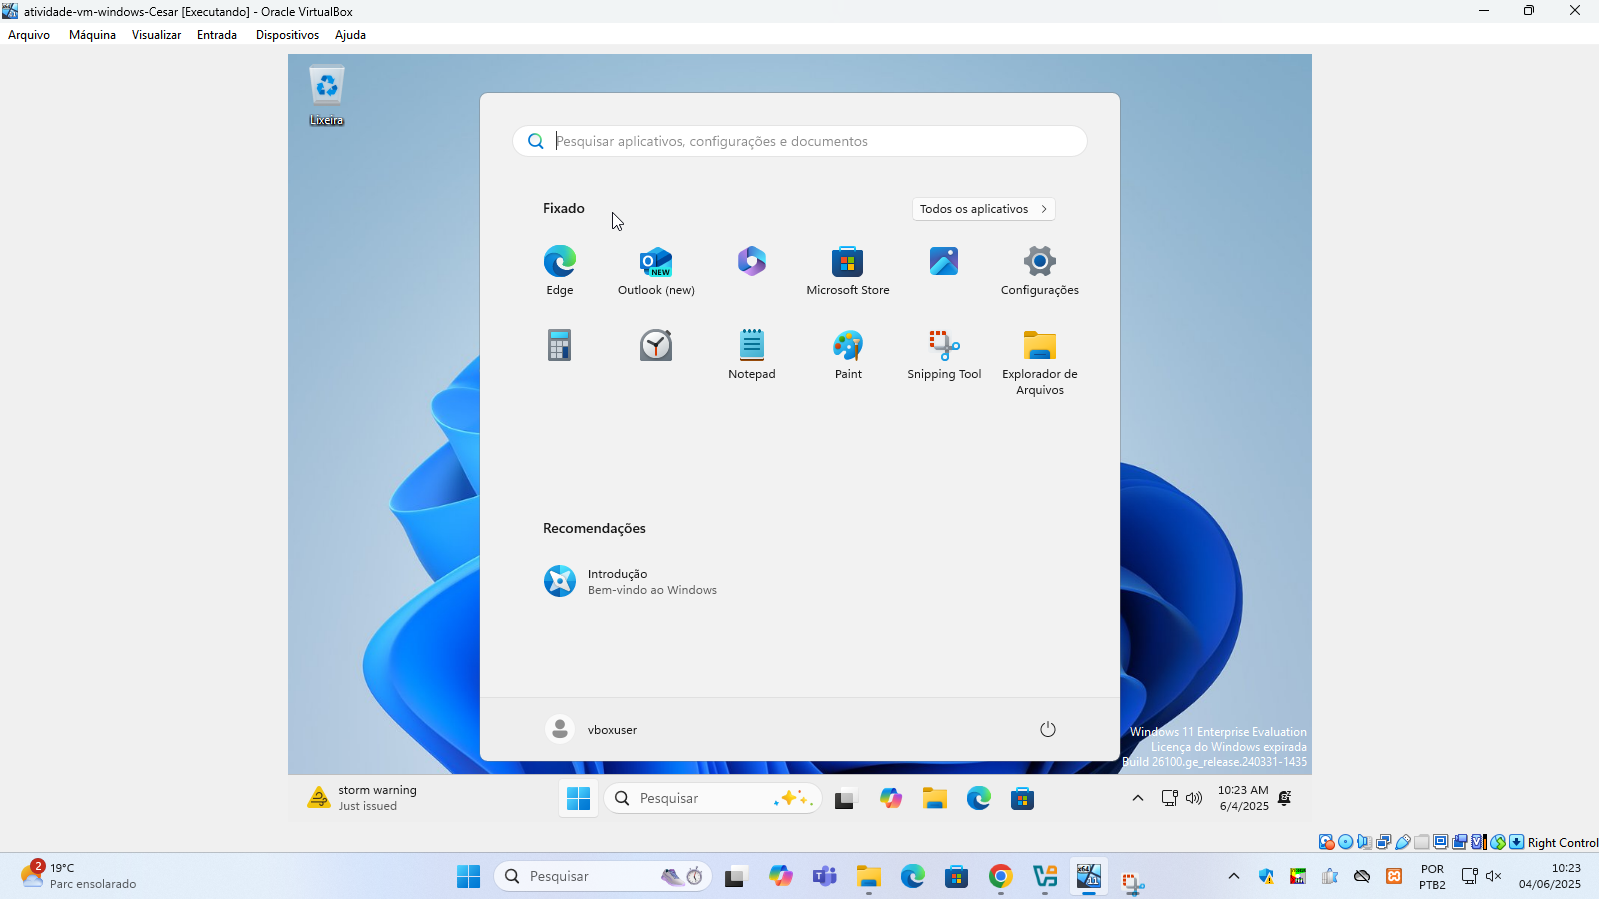 atividade-vm-windows-Cesar [Executando] - Oracle VirtualBox
Arquivo Máquina Visualizar Entrada Dispositivos Ajuda
Lixeira
Pesquisar aplicativos, configurações e documentos
Fixado
Todos os aplicativos
NEW
Edge
Outlook (new)
Microsoft Store
Configurações
Notepad
Paint
Snipping Tool
Explorador de
Arquivos
Recomendações
Introdução
Bem-vindo ao Windows
vboxuser
Windows 11 Enterprise Evaluation
Licença do Windows expirada
Build 26100.ge_release.240331-1435
storm warning
Just issued
Pesquisar
10:23 AM
6/4/2025
Right Control
2
19°C
Parc ensolarado
Pesquisar
POR
PTB2
10:23
04/06/2025